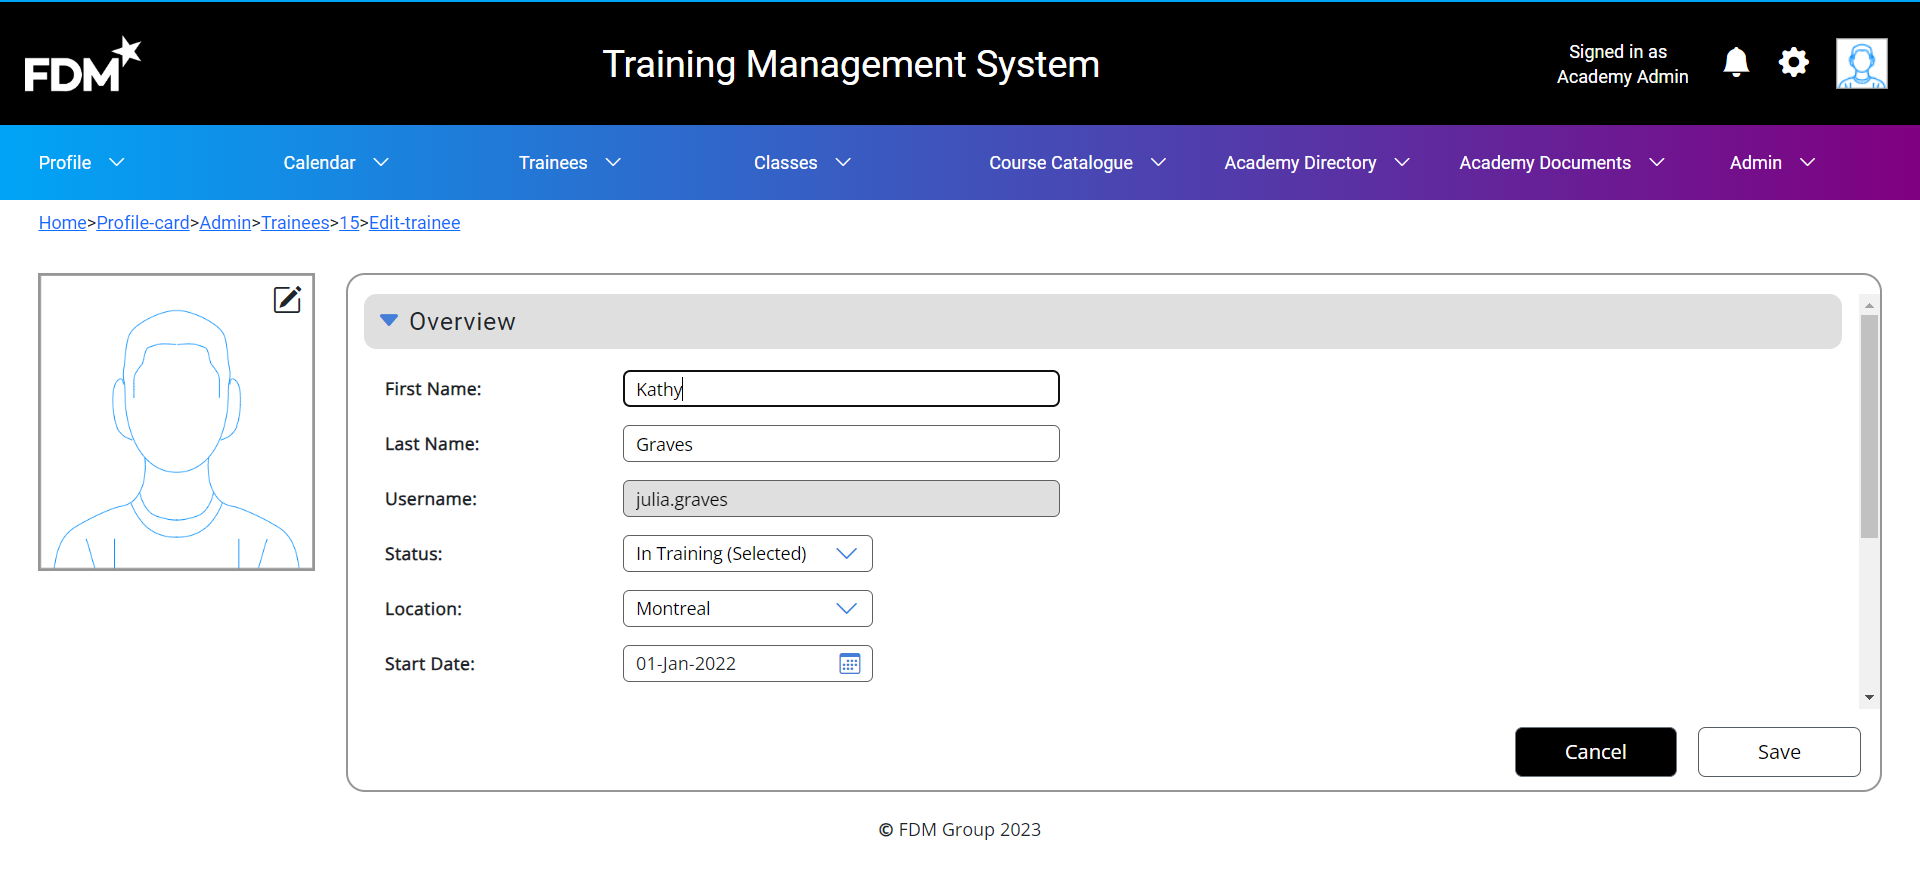 FDM
Training Management System
Signed in as
Academy Admin
Profile
Calendar
Trainees
Classes
Course Catalogue
Academy Directory
Academy Documents
Admin
Home>Profile-card>Admin>Trainees>15>Edit-trainee
Overview
First Name: Kathy
Last Name: Graves
Username: julia.graves
Status: In Training (Selected)
Location: Montreal
Start Date: 01-Jan-2022
Cancel
Save
© FDM Group 2023